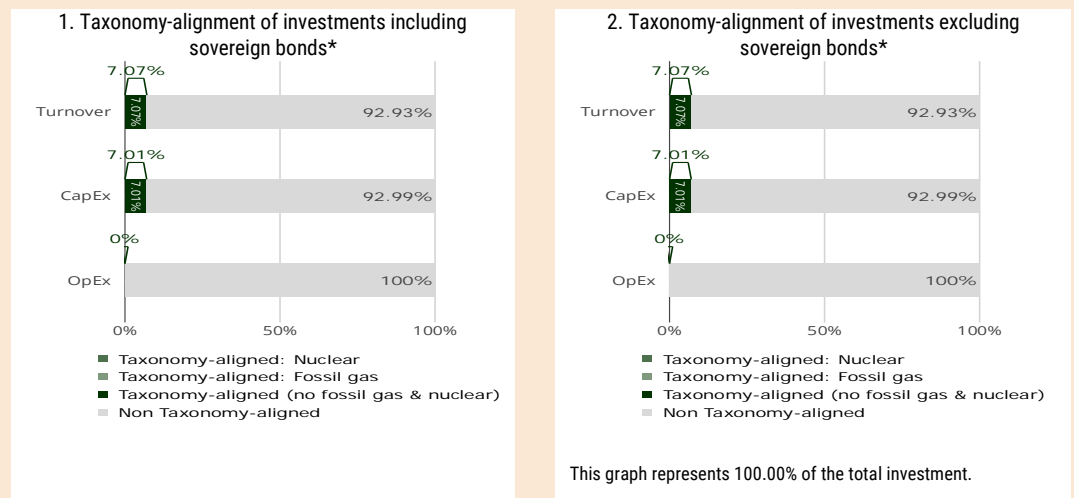 1. Taxonomy-alignment of investments including
sovereign bonds*
7.07%
Turnover
7.07%
92.93%
7.01%
CapEx
7.01%
92.99%
0%
OpEx
100%
0%
50%
100%
Taxonomy-aligned: Nuclear
Taxonomy-aligned: Fossil gas
Taxonomy-aligned (no fossil gas & nuclear)
Non Taxonomy-aligned
2. Taxonomy-alignment of investments excluding
sovereign bonds*
7.07%
Turnover
7.07%
92.93%
7.01%
CapEx
7.01%
92.99%
0%
OpEx
100%
0%
50%
100%
Taxonomy-aligned: Nuclear
Taxonomy-aligned: Fossil gas
Taxonomy-aligned (no fossil gas & nuclear)
Non Taxonomy-aligned
This graph represents 100.00% of the total investment.